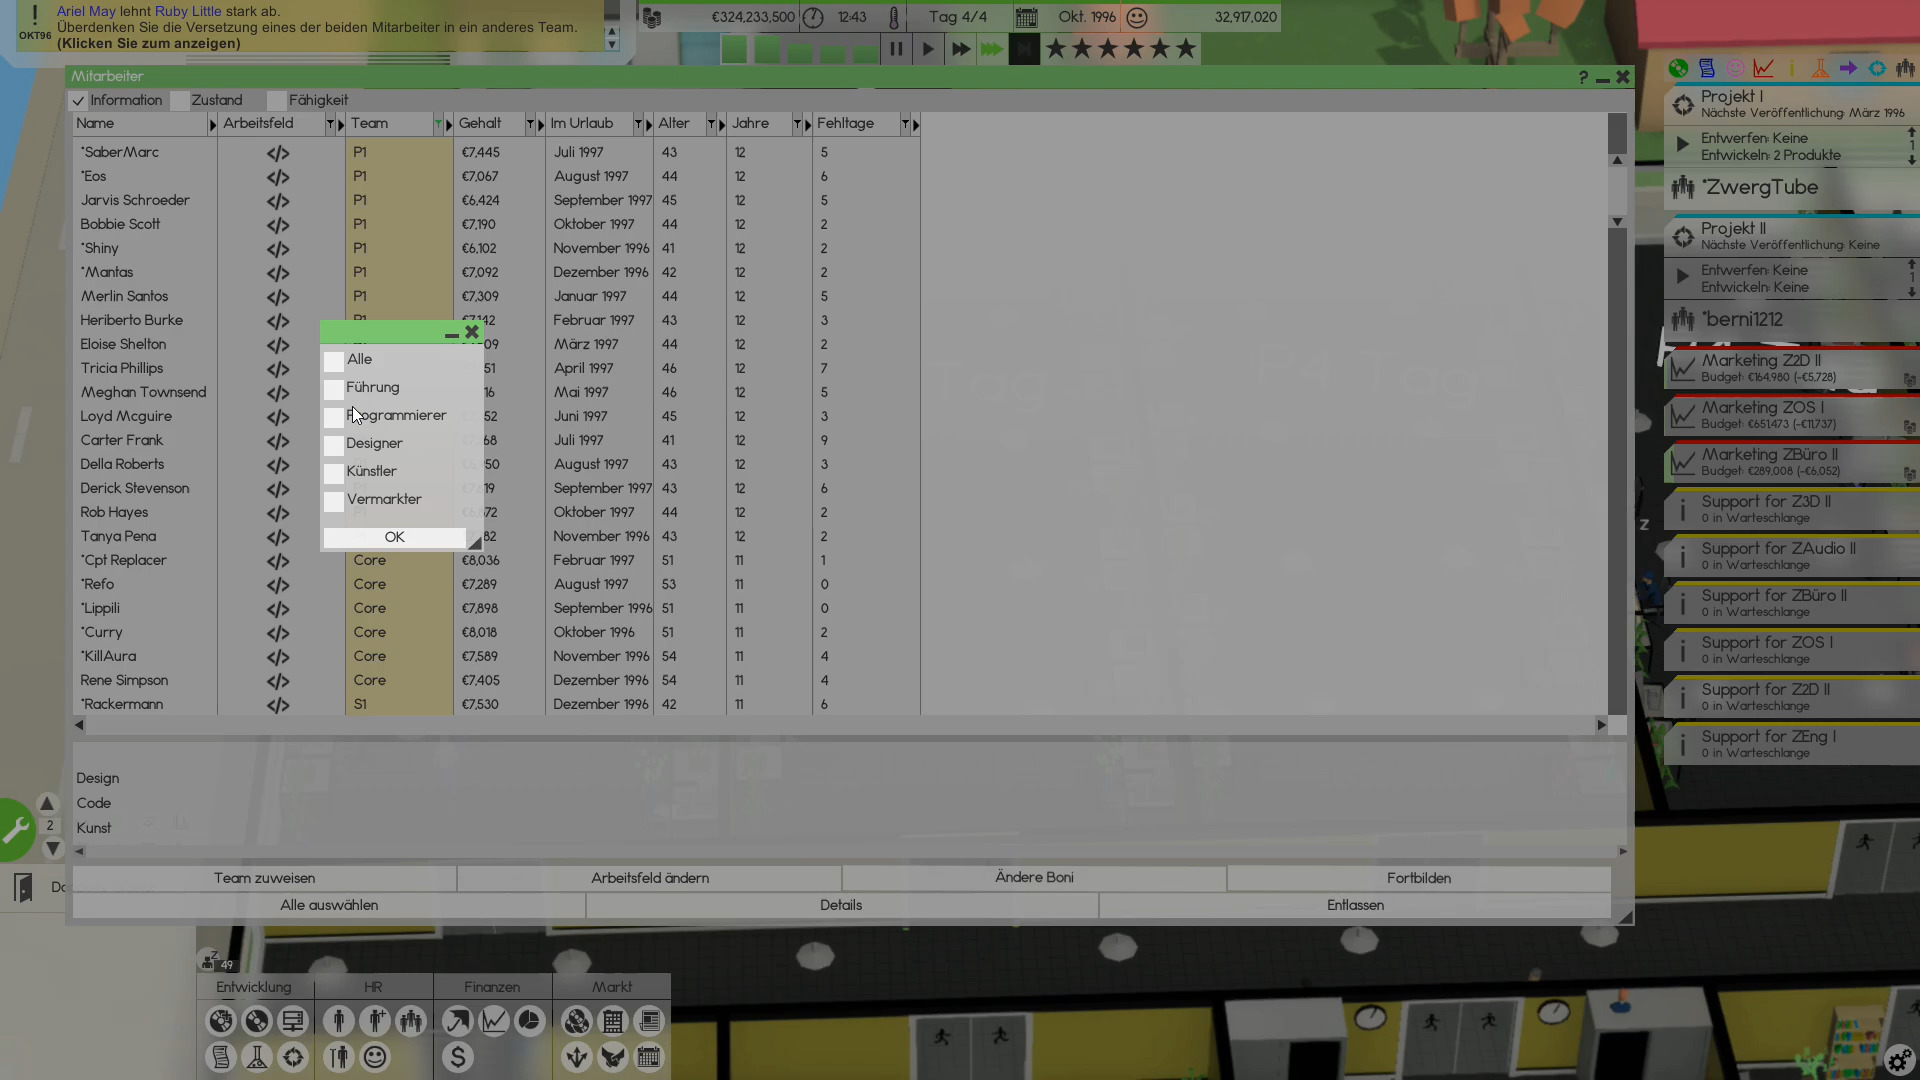 Ariel May lehnt Ruby Little stark ab.
Überdenken Sie die Versetzung eines der beiden Mitarbeiter in ein anderes Team.
(Klicken Sie zum anzeigen)
OKT96
€324,233,500
12:43
Tag 4/4
Okt. 1996
32,917,020
Mitarbeiter
Information Zustand Fähigkeit
Name Arbeitsfeld Team Gehalt Im Urlaub Alter Jahre Fehltage
*SaberMarc </> P1 €7,445 Juli 1997 43 12 5
*Eos </> P1 €7,067 August 1997 44 12 6
Jarvis Schroeder </> P1 €6,424 September 1997 45 12 5
Bobbie Scott </> P1 €7,190 Oktober 1997 44 12 2
*Shiny </> P1 €6,102 November 1996 41 12 2
*Mantas </> P1 €7,092 Dezember 1996 42 12 2
Merlin Santos </> P1 €7,309 Januar 1997 44 12 5
Heriberto Burke </> Februar 1997 43 12 3
Eloise Shelton </> März 1997 44 12 2
Tricia Phillips </> April 1997 46 12 7
Meghan Townsend </> Mai 1997 46 12 5
Loyd Mcguire </> Juni 1997 45 12 3
Carter Frank </> Juli 1997 41 12 9
Della Roberts </> August 1997 43 12 3
Derick Stevenson </> September 1997 43 12 6
Rob Hayes </> Oktober 1997 44 12 2
Tanya Pena </> November 1996 43 12 2
*Cpt Replacer </> Core €8,036 Februar 1997 51 11 1
*Refo </> Core €7,289 August 1997 53 11 0
*Lippili </> Core €7,898 September 1996 51 11 0
*Curry </> Core €8,018 Oktober 1996 51 11 2
*KillAura </> Core €7,589 November 1996 54 11 4
Rene Simpson </> Core €7,405 Dezember 1996 54 11 4
*Rackermann </> S1 €7,530 Dezember 1996 42 11 6
Alle
Führung
Programmierer
Designer
Künstler
Vermarkter
OK
Design
Code
Kunst
Team zuweisen Arbeitsfeld ändern Ändere Boni Fortbilden
Alle auswählen Details Entlassen
Projekt I
Nächste Veröffentlichung: März 1996
Entwerfen: Keine
Entwickeln: 2 Produkte
1
*ZwergTube
Projekt II
Nächste Veröffentlichung: Keine
Entwerfen: Keine
Entwickeln: Keine
1
*berni1212
Marketing Z2D II
Budget: €164,980 (-€5,728)
Marketing ZOS I
Budget: €651,473 (-€11,737)
Marketing ZBüro II
Budget: €289,008 (-€6,052)
Support for Z3D II
0 in Warteschlange
Support for ZAudio II
0 in Warteschlange
Support for ZBüro II
0 in Warteschlange
Support for ZOS I
0 in Warteschlange
Support for Z2D II
0 in Warteschlange
Support for ZEng I
0 in Warteschlange
2
49
Entwicklung HR Finanzen Markt